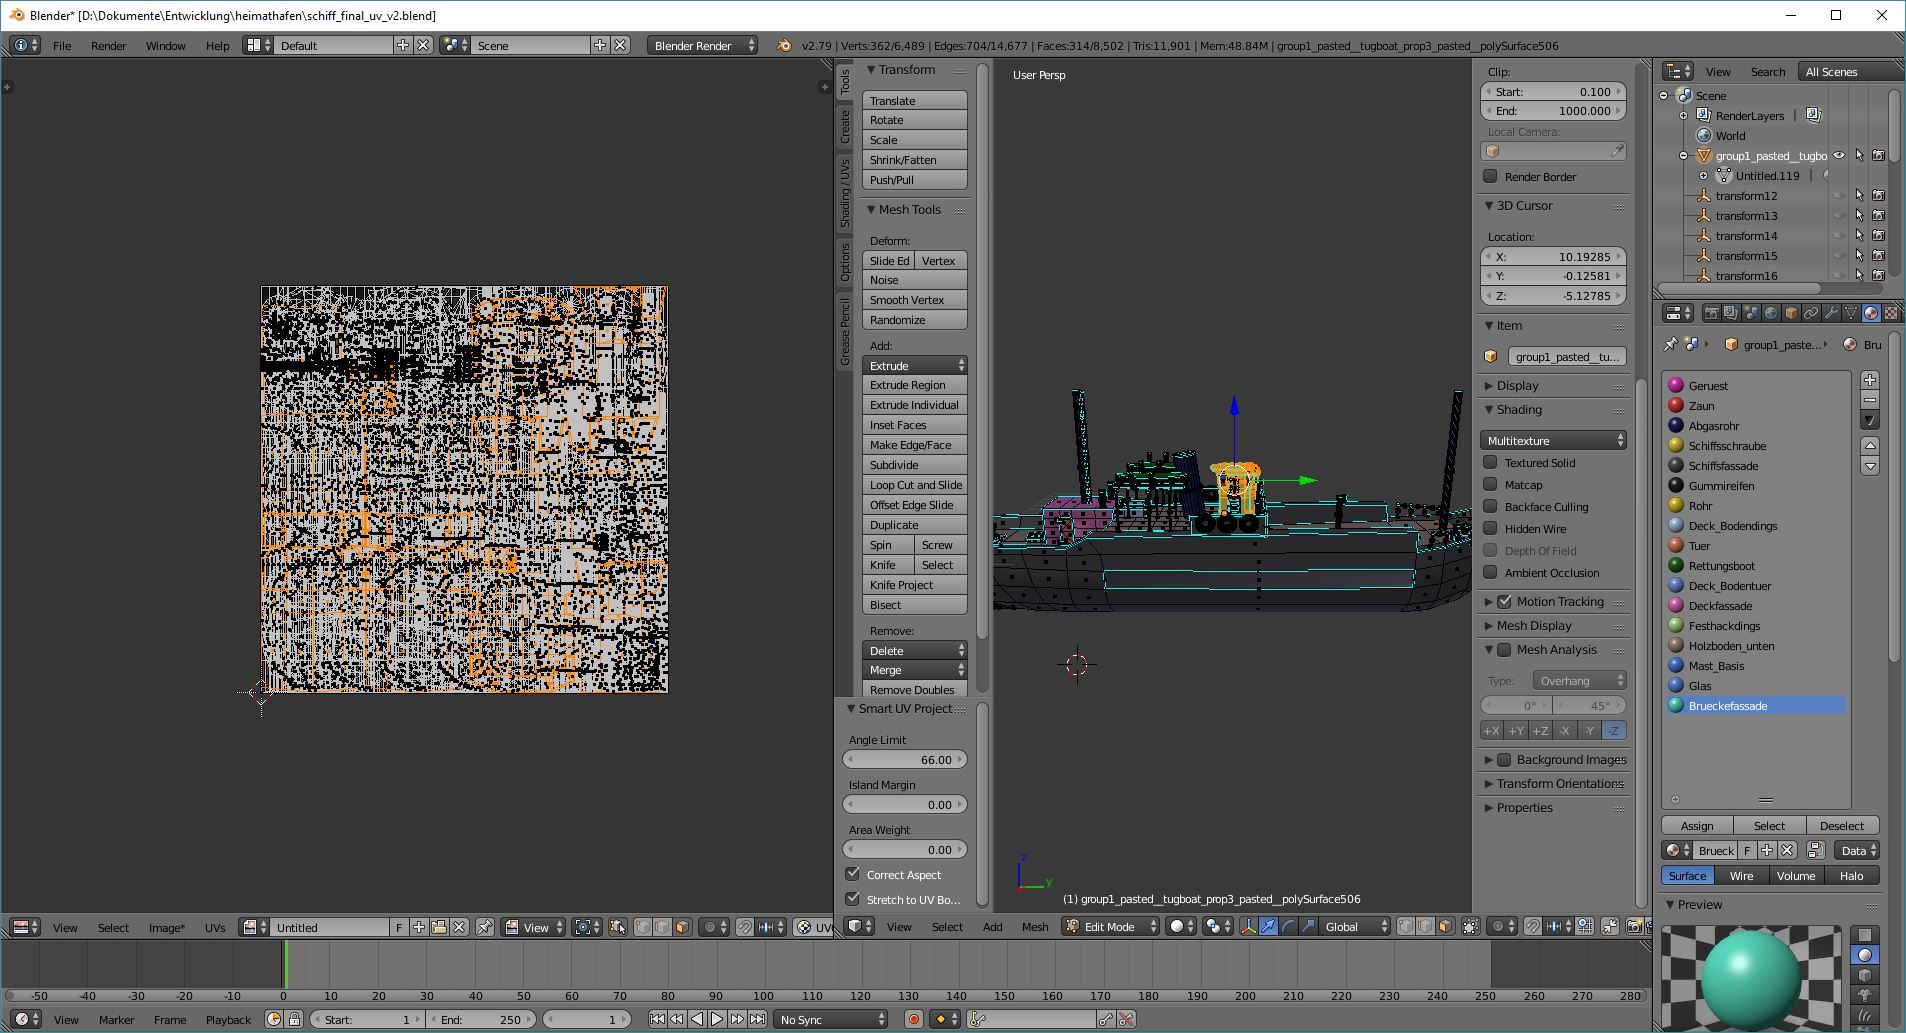 Blender* [D:\Dokumente\Entwicklung\heimathafen\schiff_final_uv_v2.blend]
File Render Window Help Default Scene Blender Render v2.79 | Verts:362/6,489 | Edges:704/14,677 | Faces:314/8,502 | Tris:11,901 | Mem:48.84M | group1_pasted__tugboat_prop3_pasted__polySurface506
Tools
Create
Shading / UVs
Options
Grease Pencil
Transform
Translate
Rotate
Scale
Shrink/Fatten
Push/Pull
Mesh Tools
Deform:
Slide Ed Vertex
Noise
Smooth Vertex
Randomize
Add:
Extrude
Extrude Region
Extrude Individual
Inset Faces
Make Edge/Face
Subdivide
Loop Cut and Slide
Offset Edge Slide
Duplicate
Spin Screw
Knife Select
Knife Project
Bisect
Remove:
Delete
Merge
Remove Doubles
Smart UV Project
Angle Limit
66.00
Island Margin
0.00
Area Weight
0.00
Correct Aspect
Stretch to UV Bo...
User Persp
z
y
(1) group1_pasted__tugboat_prop3_pasted__polySurface506
Clip:
Start: 0.100
End: 1000.000
Local Camera:
Render Border
3D Cursor
Location:
X: 10.19285
Y: -0.12581
Z: -5.12785
Item
group1_pasted__tu...
Display
Shading
Multitexture
Textured Solid
Matcap
Backface Culling
Hidden Wire
Depth Of Field
Ambient Occlusion
Motion Tracking
Mesh Display
Mesh Analysis
Type: Overhang
0° 45°
+X +Y +Z -X -Y -Z
Background Images
Transform Orientations
Properties
View Search All Scenes
Scene
RenderLayers
World
group1_pasted__tugbo
Untitled.119
transform12
transform13
transform14
transform15
transform16
group1_paste... Bru
Geruest
Zaun
Abgasrohr
Schiffsschraube
Schiffsfassade
Gummireifen
Rohr
Deck_Bodendings
Tuer
Rettungsboot
Deck_Bodentuer
Deckfassade
Festhackdings
Holzboden_unten
Mast_Basis
Glas
Brueckefassade
Assign Select Deselect
Brueck F Data
Surface Wire Volume Halo
Preview
View Select Image* UVs Untitled F View UV
View Select Add Mesh Edit Mode Global
-50 -40 -30 -20 -10 0 10 20 30 40 50 60 70 80 90 100 110 120 130 140 150 160 170 180 190 200 210 220 230 240 250 260 270 280
View Marker Frame Playback Start: 1 End: 250 1 No Sync